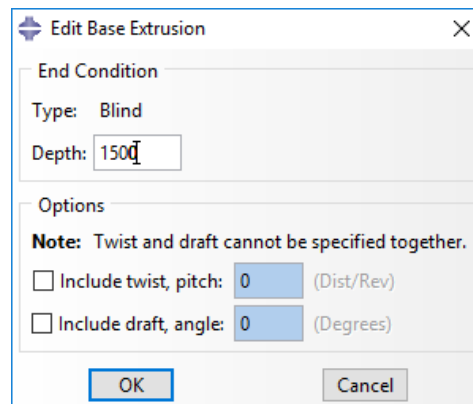 Edit Base Extrusion
End Condition
Type: Blind
Depth: 1500
Options
Note: Twist and draft cannot be specified together.
Include twist, pitch: 0 (Dist/Rev)
Include draft, angle: 0 (Degrees)
OK Cancel